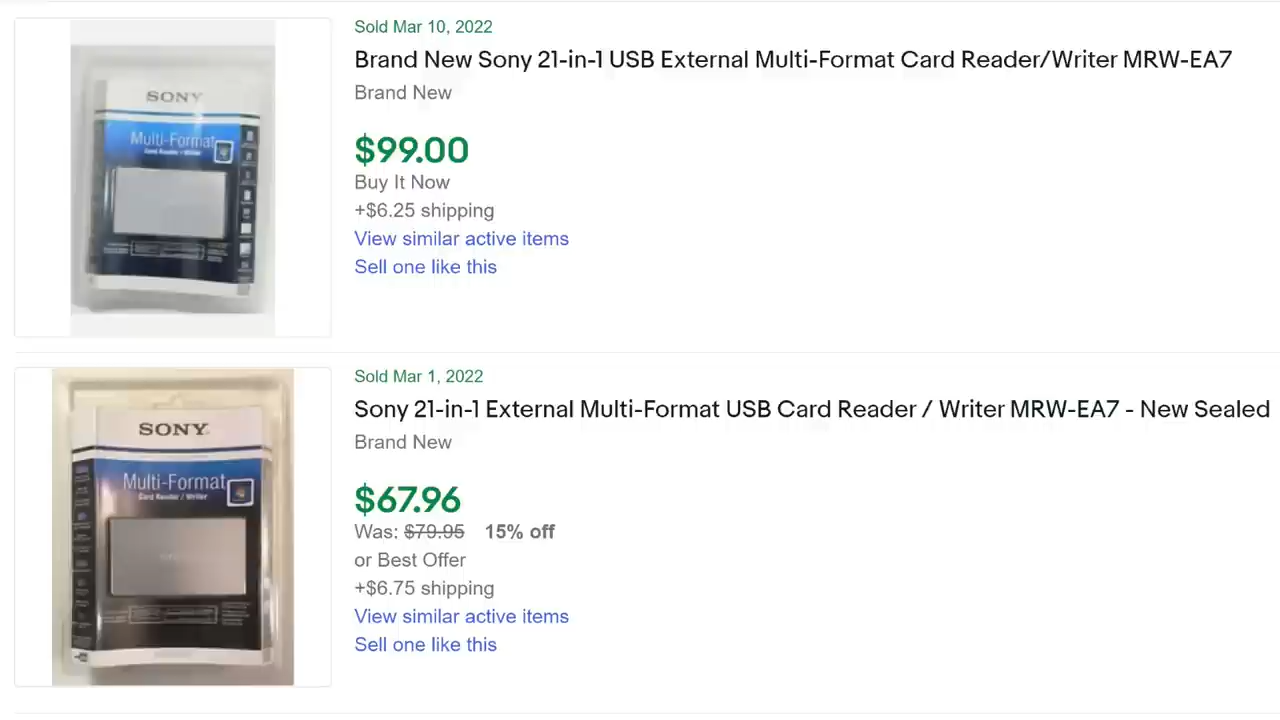 Sold Mar 10, 2022
Brand New Sony 21-in-1 USB External Multi-Format Card Reader/Writer MRW-EA7
Brand New
$99.00
Buy It Now
+$6.25 shipping
View similar active items
Sell one like this
SONY
Multi-Format
Card Reader / Writer
Sold Mar 1, 2022
Sony 21-in-1 External Multi-Format USB Card Reader / Writer MRW-EA7 - New Sealed
Brand New
$67.96
Was: $79.95 15% off
or Best Offer
+$6.75 shipping
View similar active items
Sell one like this
SONY
Multi-Format
Card Reader / Writer